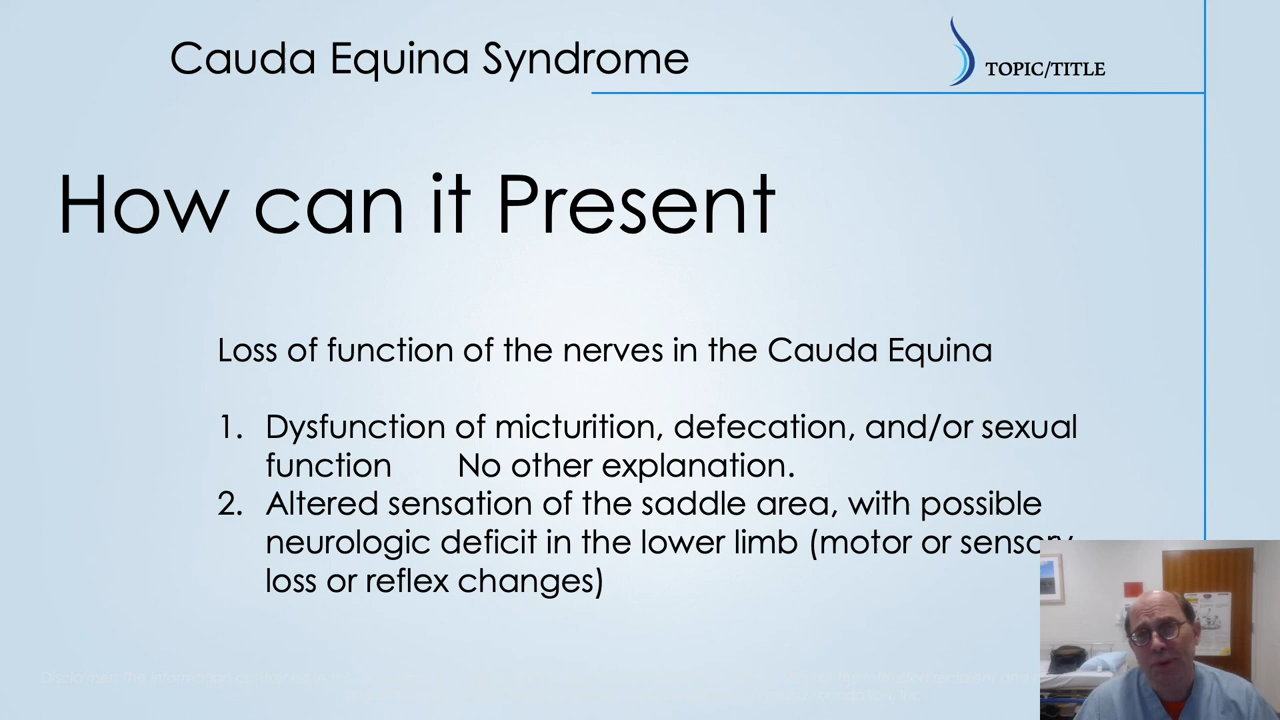 Cauda Equina Syndrome
TOPIC/TITLE
How can it Present
Loss of function of the nerves in the Cauda Equina
1. Dysfunction of micturition, defecation, and/or sexual
function No other explanation.
2. Altered sensation of the saddle area, with possible
neurologic deficit in the lower limb (motor or sensory
loss or reflex changes)